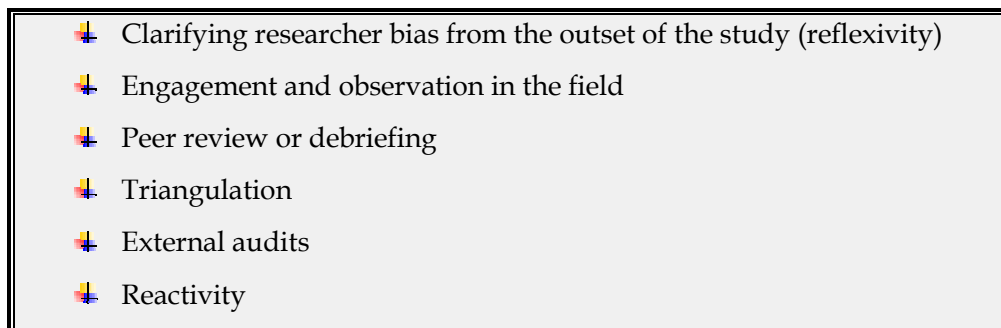 Clarifying researcher bias from the outset of the study (reflexivity)
Engagement and observation in the field
Peer review or debriefing
Triangulation
External audits
Reactivity